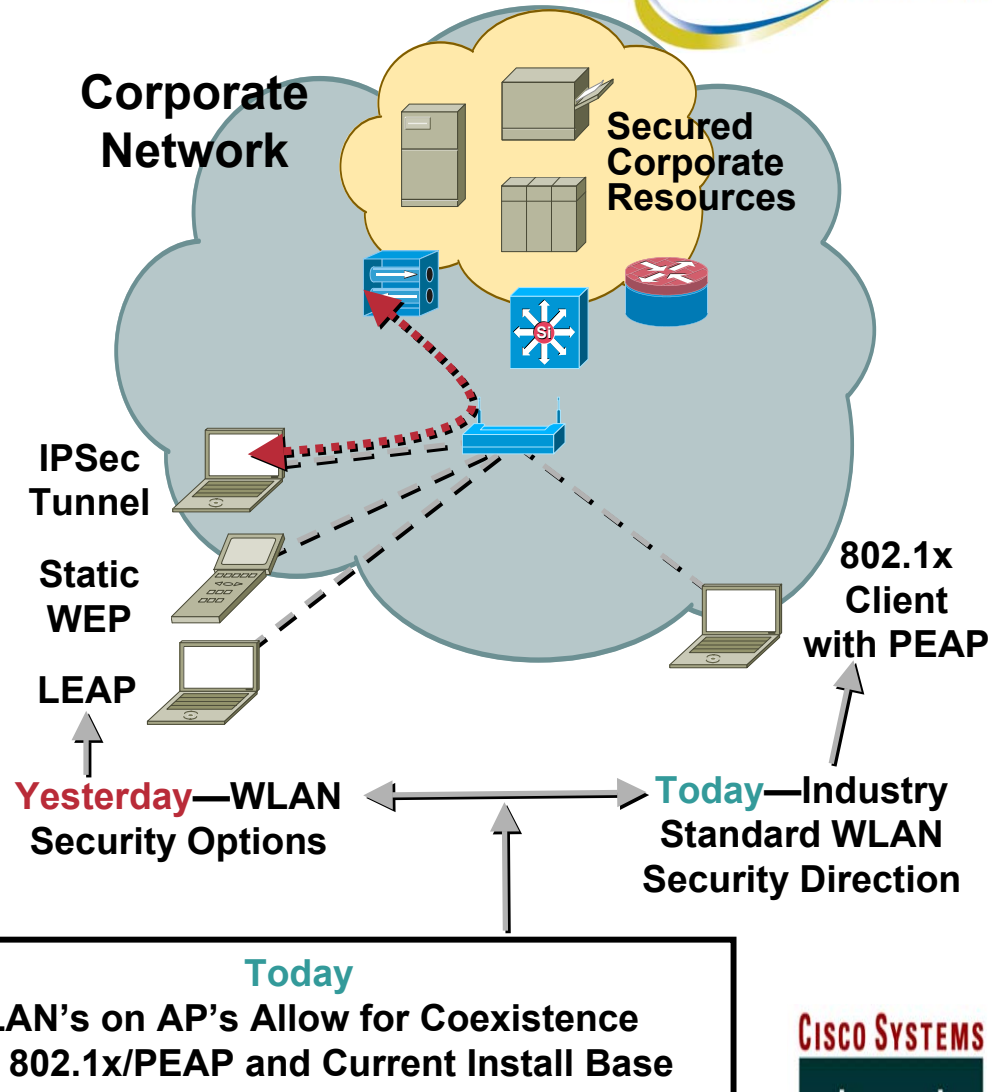 Corporate
Network
Secured
Corporate
Resources
Si
IPSec
Tunnel
Static
WEP
LEAP
802.1x
Client
with PEAP
Yesterday—WLAN
Security Options
Today—Industry
Standard WLAN
Security Direction
Today
on AP's Allow for Coexistence
802.1x/PEAP and Current Install Base
CISCO SYSTEMS